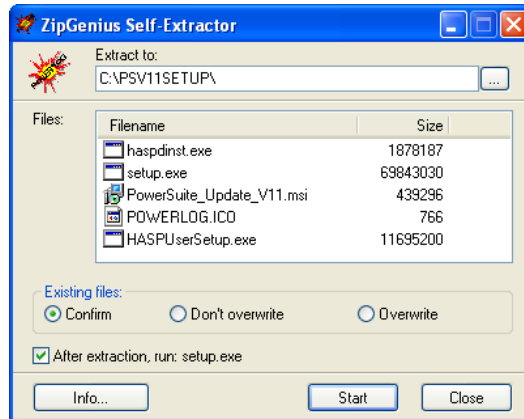 ZipGenius Self-Extractor
Extract to:
C:\PSV11SETUP\
...
Files:
Filename Size
haspdinst.exe 1878187
setup.exe 69843030
PowerSuite_Update_V11.msi 439296
POWERLOG.ICO 766
HASPUserSetup.exe 11695200
Existing files:
Confirm Don't overwrite Overwrite
After extraction, run: setup.exe
Info... Start Close